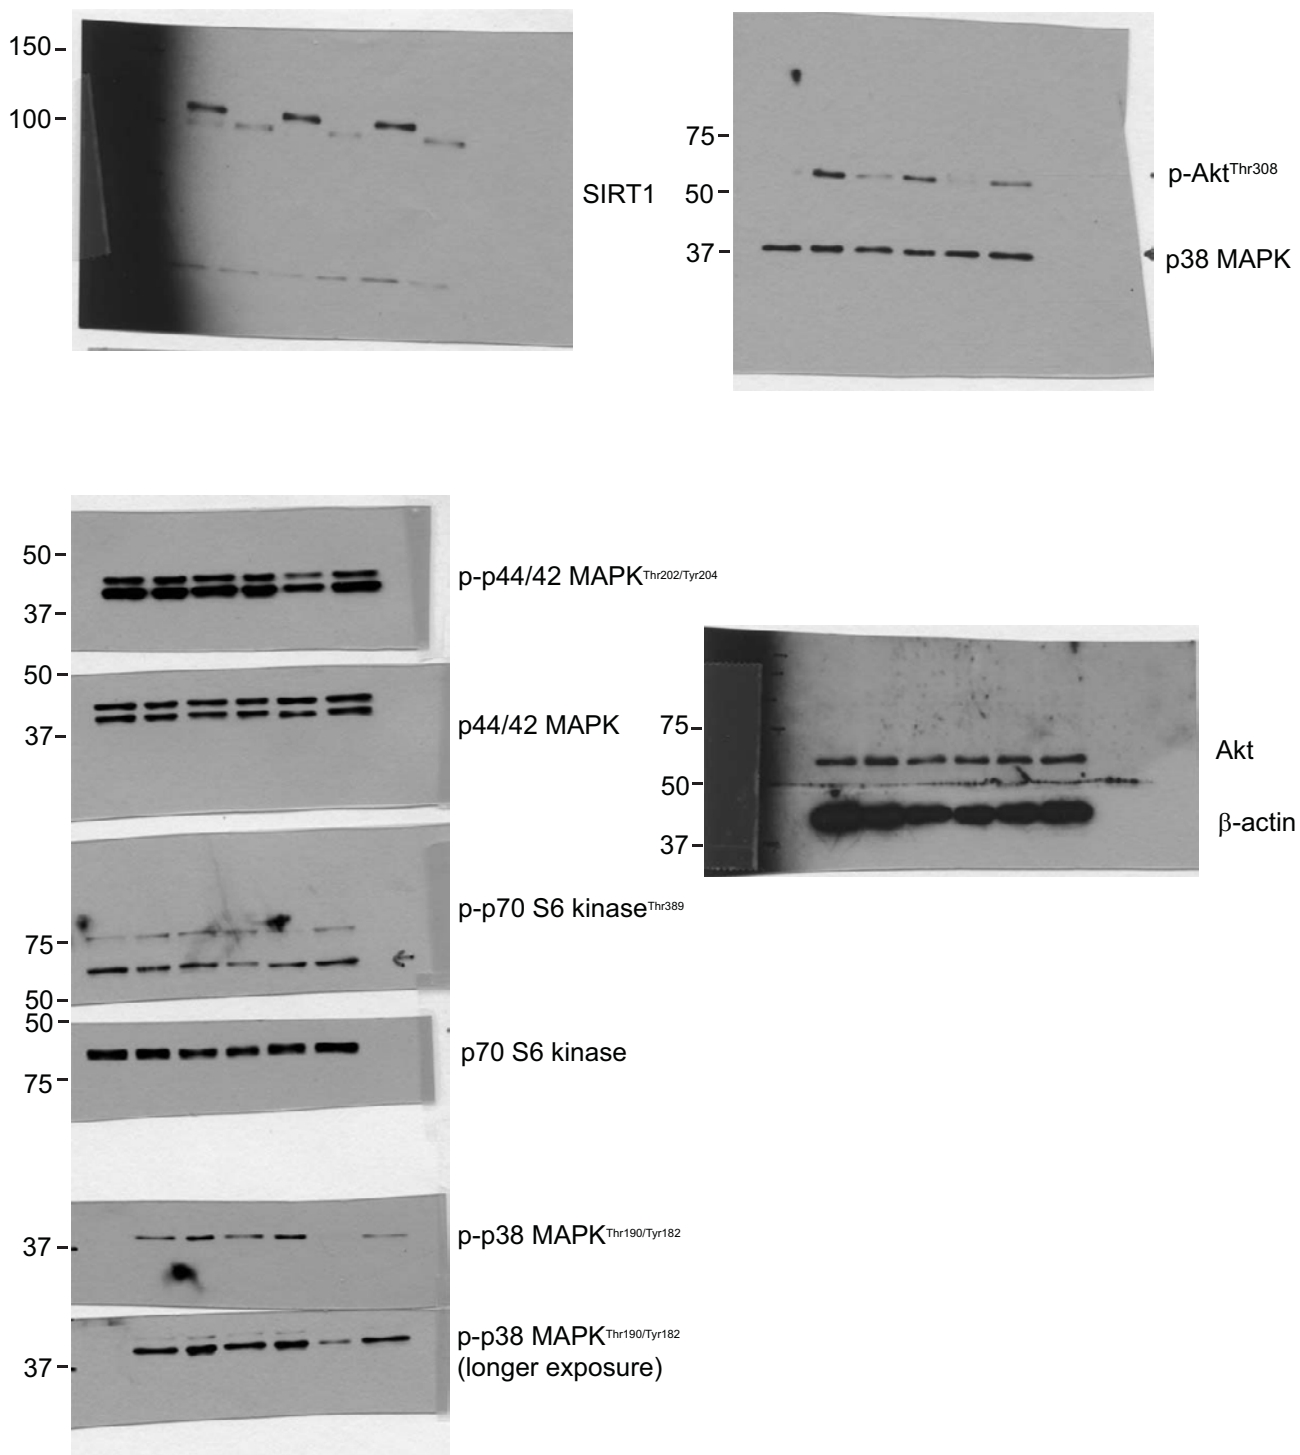 150
100
SIRT1
75
50
37
p-Akt^Thr308
p38 MAPK
50
37
p-p44/42 MAPK^Thr202/Tyr204
50
37
p44/42 MAPK
75
50
p-p70 S6 kinase^Thr389
50
75
p70 S6 kinase
37
p-p38 MAPK^Thr190/Tyr182
37
p-p38 MAPK^Thr190/Tyr182
(longer exposure)
75
50
37
Akt
β-actin